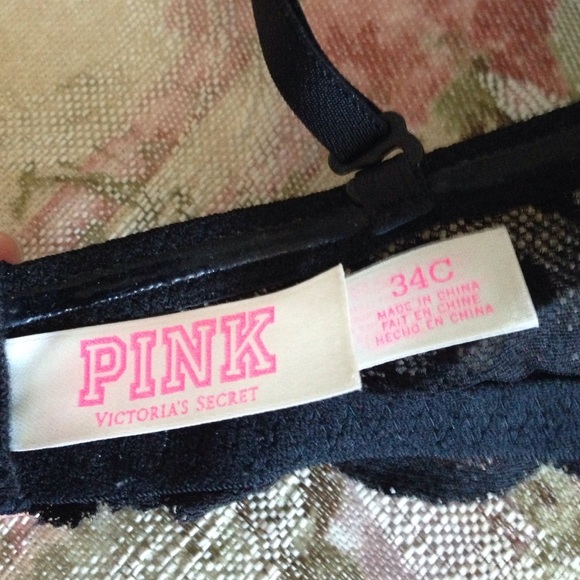 PINK
VICTORIA'S SECRET
34C
MADE IN CHINA
FAIT EN CHINE
HECHO EN CHINA